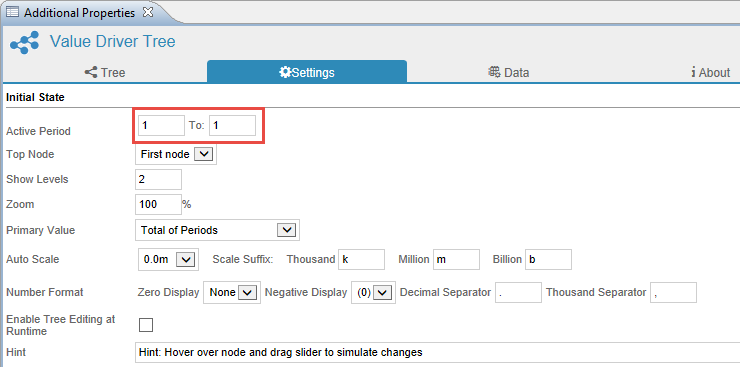 Additional Properties
Value Driver Tree
Tree Settings Data About
Initial State
Active Period 1 To: 1
Top Node First node
Show Levels 2
Zoom 100 %
Primary Value Total of Periods
Auto Scale 0.0m Scale Suffix: Thousand k Million m Billion b
Number Format Zero Display None Negative Display (0) Decimal Separator . Thousand Separator ,
Enable Tree Editing at
Runtime
Hint Hint: Hover over node and drag slider to simulate changes